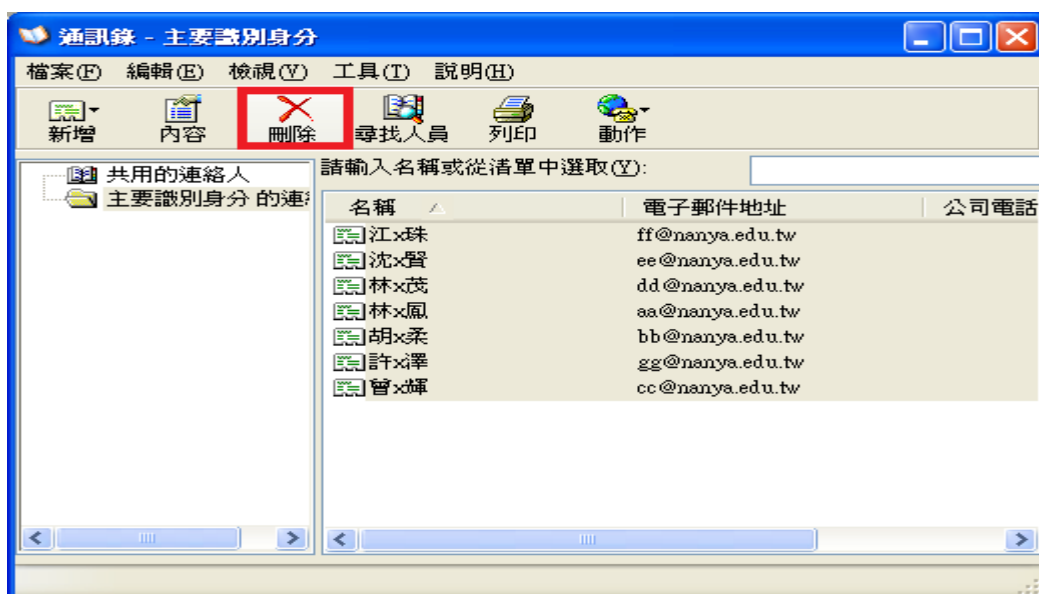 通訊錄 - 主要識別身分
檔案(F) 編輯(E) 檢視(V) 工具(T) 說明(H)
新增 內容 刪除 尋找人員 列印 動作
共用的連絡人
主要識別身分 的連
請輸入名稱或從清單中選取(Y):
名稱 電子郵件地址 公司電話
江x珠 ff@nanya.edu.tw
沈x賢 ee@nanya.edu.tw
林x茂 dd@nanya.edu.tw
林x鳳 aa@nanya.edu.tw
胡x柔 bb@nanya.edu.tw
許x澤 gg@nanya.edu.tw
曾x輝 cc@nanya.edu.tw